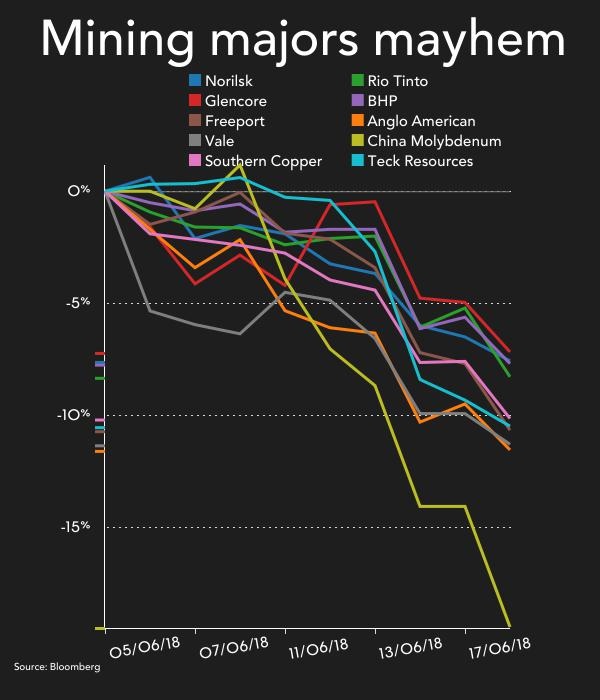 Mining majors mayhem
Norilsk
Rio Tinto
Glencore
BHP
Freeport
Anglo American
Vale
China Molybdenum
Southern Copper
Teck Resources
0%
-5%
-10%
-15%
05/06/18 07/06/18 11/06/18 13/06/18 17/06/18
Source: Bloomberg